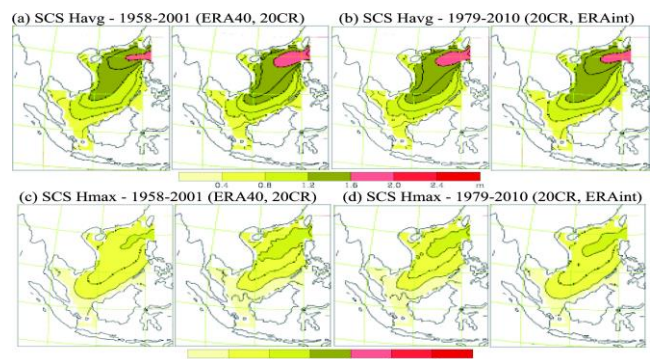 (a) SCS Havg - 1958-2001 (ERA40, 20CR)
(b) SCS Havg - 1979-2010 (20CR, ERAint)
0.4 0.8 1.2 1.6 2.0 2.4 m
(c) SCS Hmax - 1958-2001 (ERA40, 20CR)
(d) SCS Hmax - 1979-2010 (20CR, ERAint)